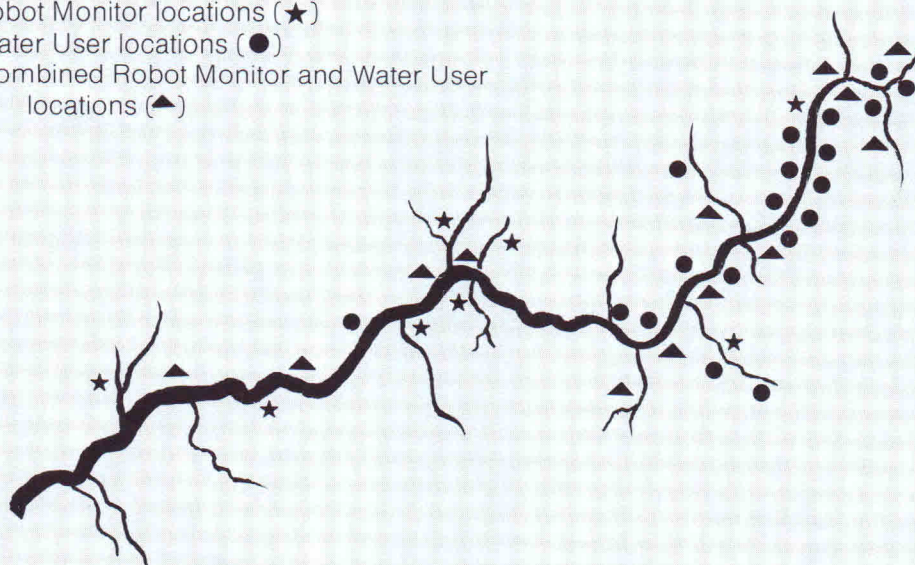 obot Monitor locations (★)
ater User locations (●)
ombined Robot Monitor and Water User
locations (▲)